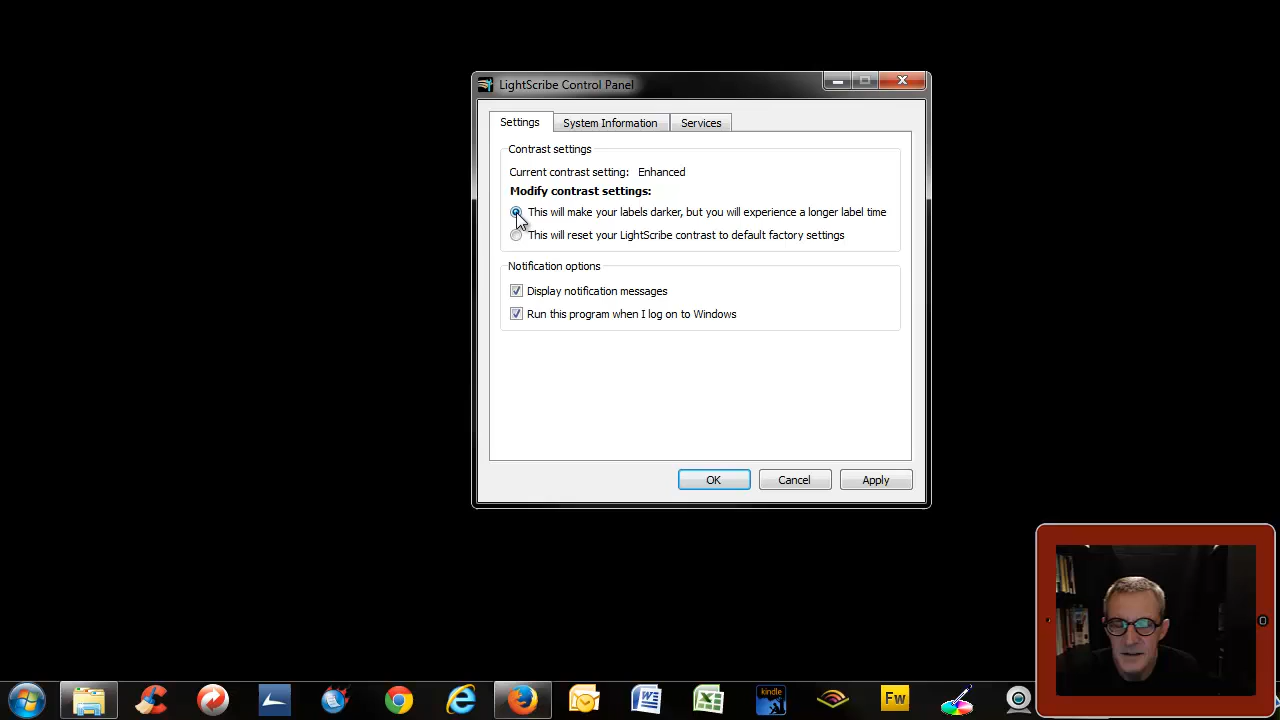 LightScribe Control Panel
Settings
System Information
Services
Contrast settings
Current contrast setting: Enhanced
Modify contrast settings:
This will make your labels darker, but you will experience a longer label time
This will reset your LightScribe contrast to default factory settings
Notification options
Display notification messages
Run this program when I log on to Windows
OK
Cancel
Apply
kindle
Fw